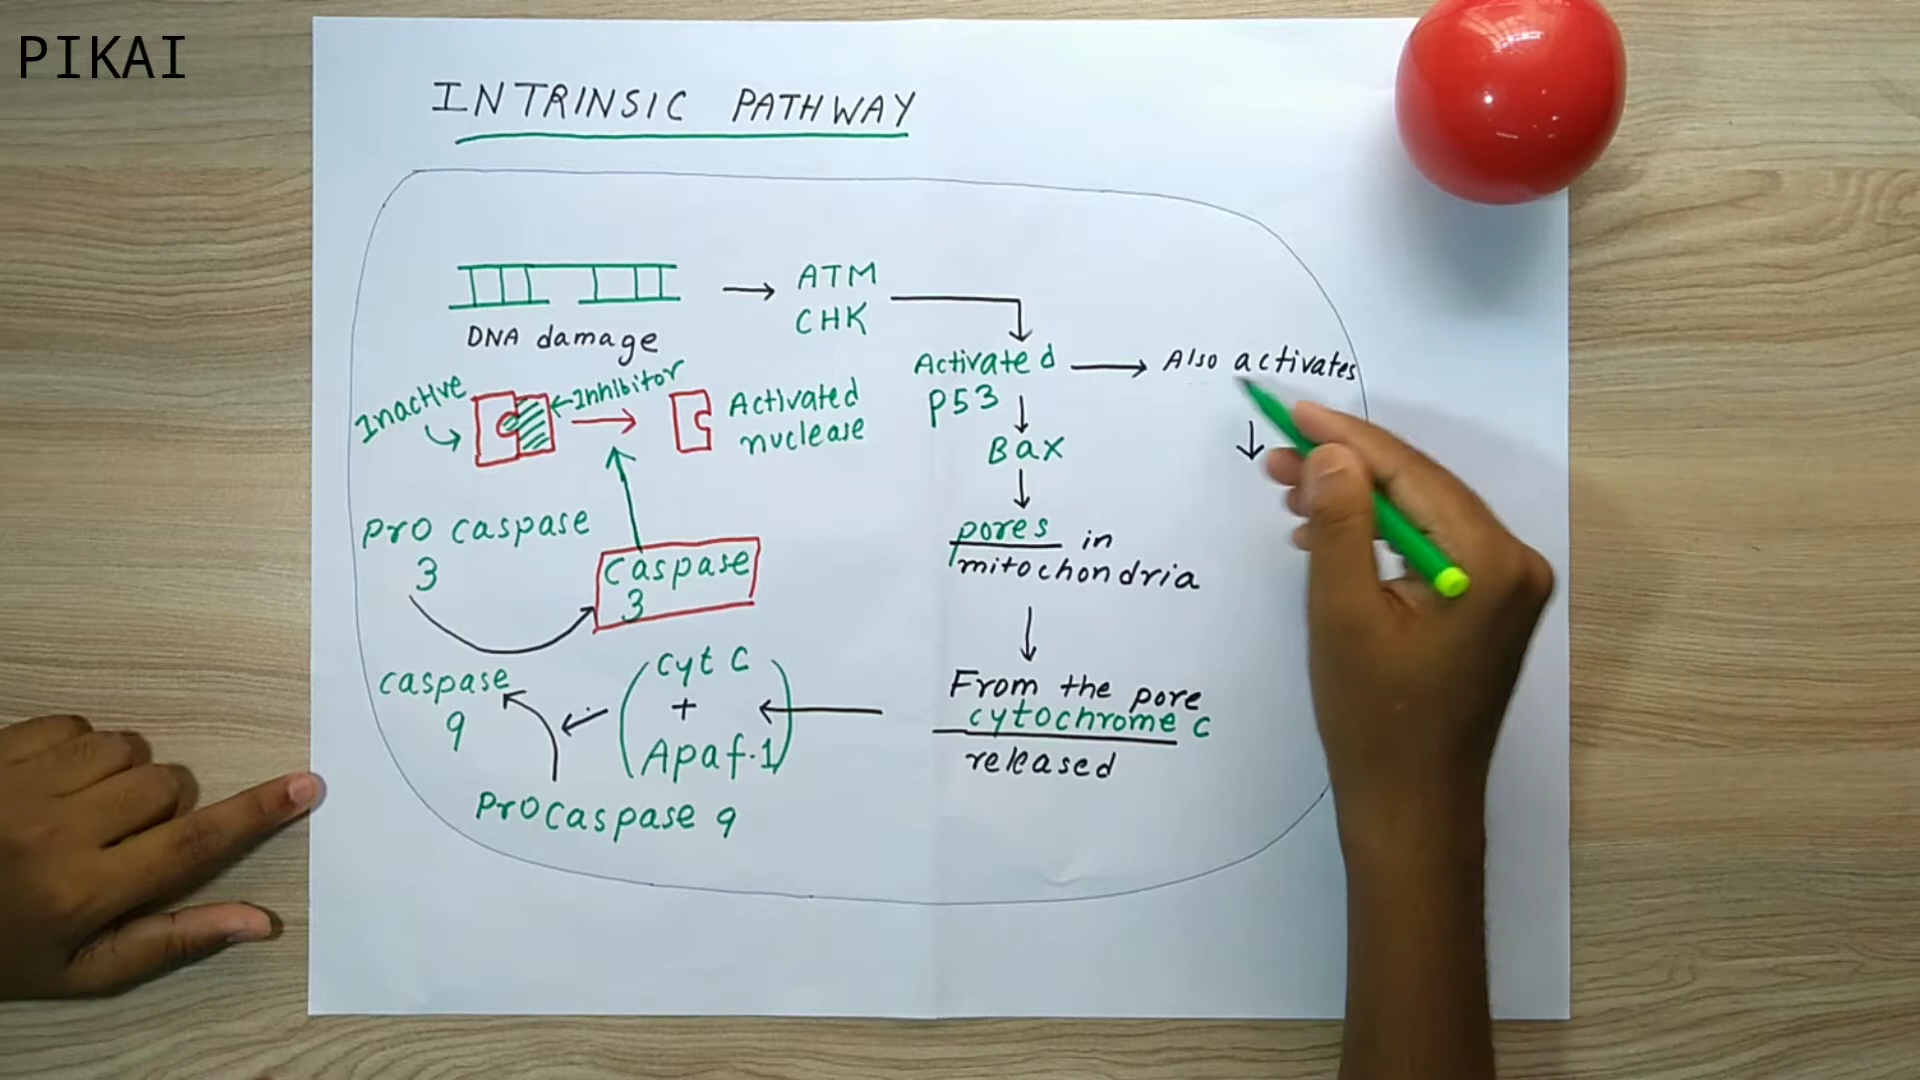 PIKAI
INTRINSIC PATHWAY
DNA damage
ATM
CHK
Activated
P53
Also activates
Bax
pores in
mitochondria
From the pore
cytochrome c
released
Cyt C
+
Apaf-1
Procaspase 9
caspase
9
Pro caspase
3
Caspase
3
Inactive
Inhibitor
Activated
nuclease